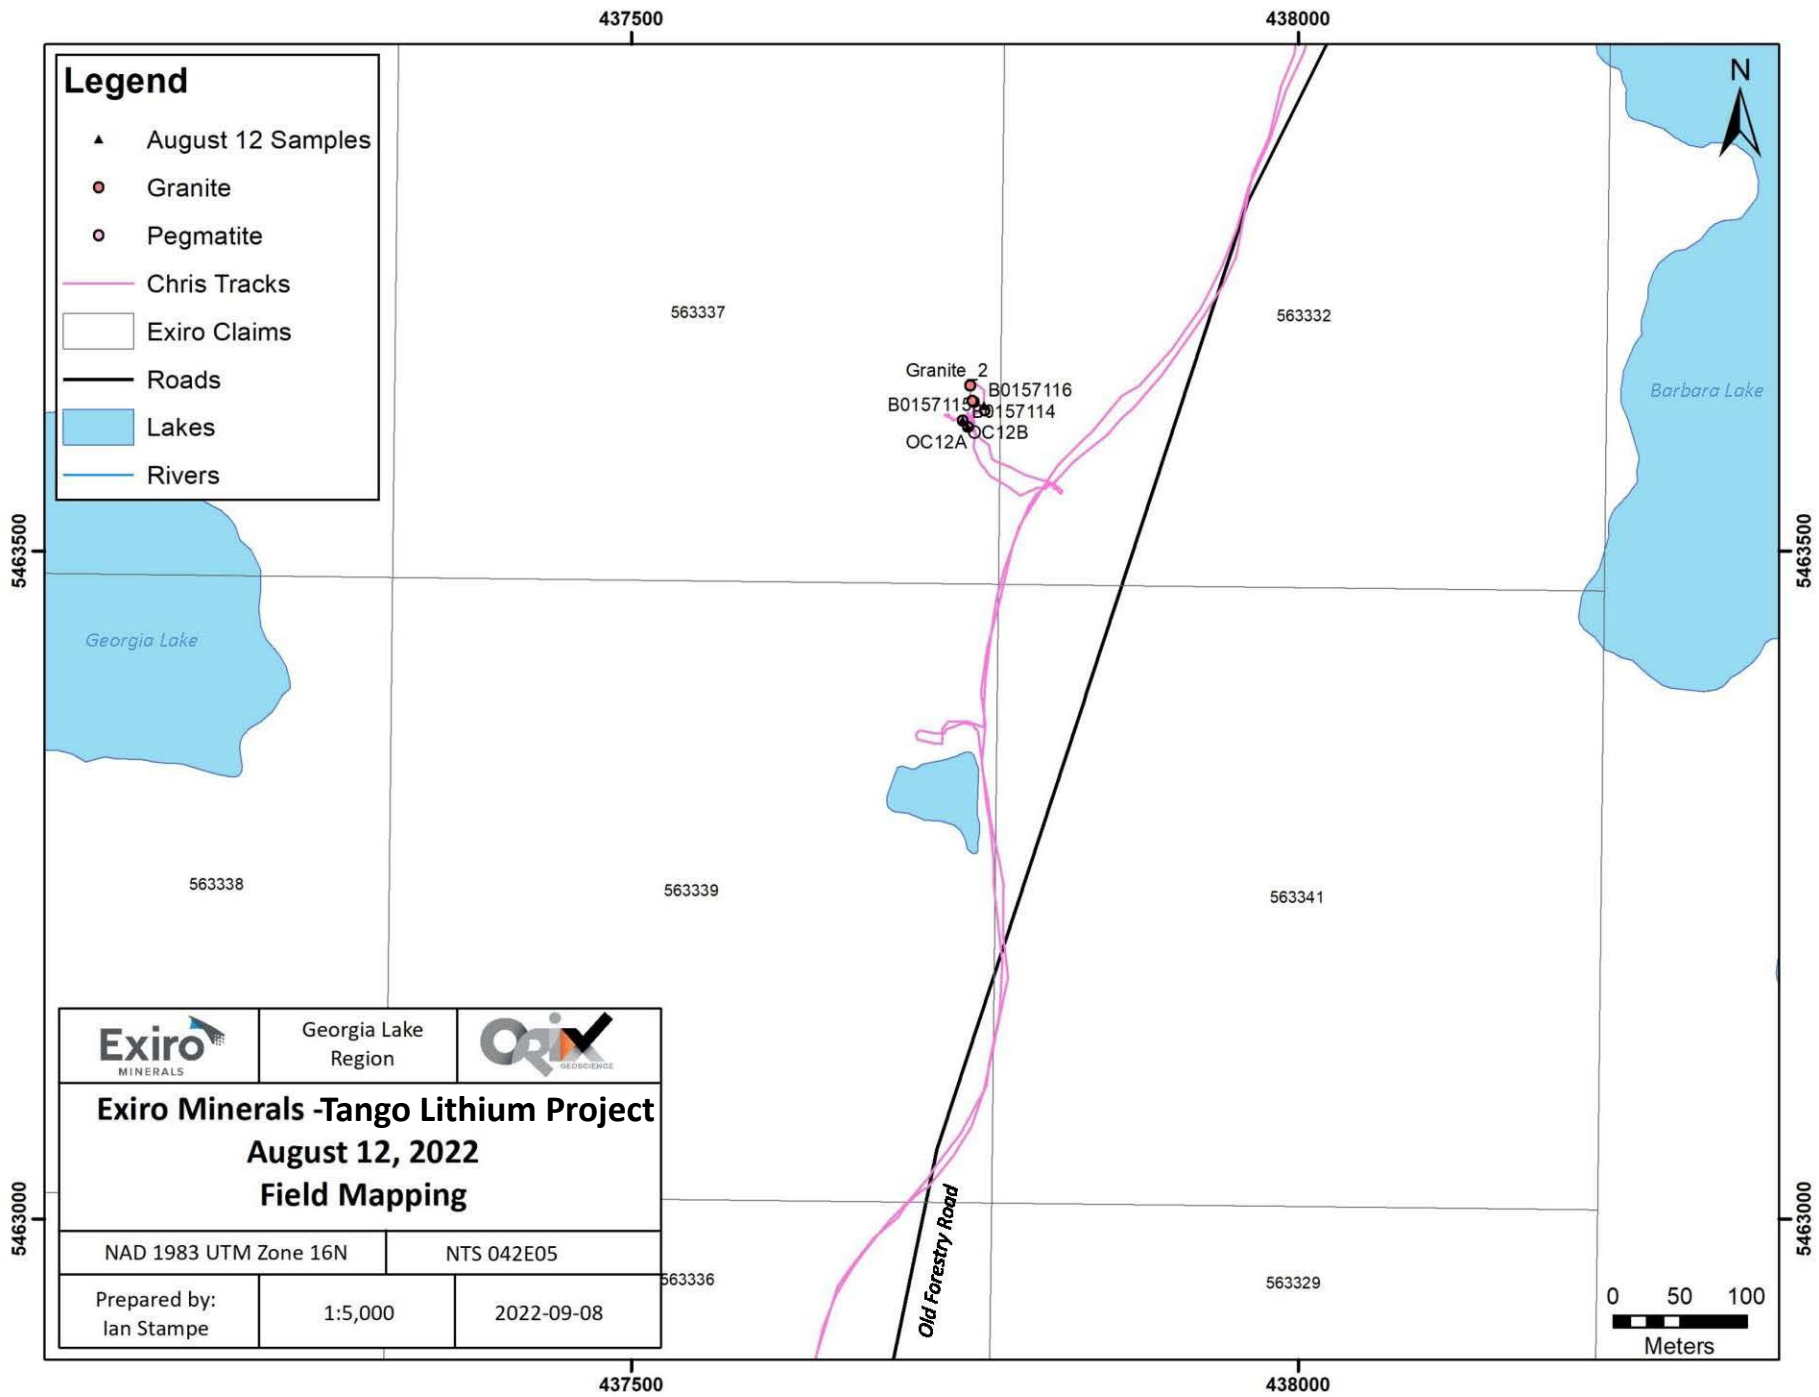 437500
438000
Legend
August 12 Samples
Granite
Pegmatite
Chris Tracks
Exiro Claims
Roads
Lakes
Rivers
N
563337
563332
Barbara Lake
Granite_2
B0157116
B0157115
B0157114
OC12B
OC12A
5463500
5463500
Georgia Lake
563338
563339
563341
Exiro
MINERALS
Georgia Lake
Region
ORIX
GEOSCIENCE
Exiro Minerals -Tango Lithium Project
August 12, 2022
Field Mapping
NAD 1983 UTM Zone 16N
NTS 042E05
Prepared by:
Ian Stampe
1:5,000
2022-09-08
5463000
5463000
563336
Old Forestry Road
563329
0 50 100
Meters
437500
438000